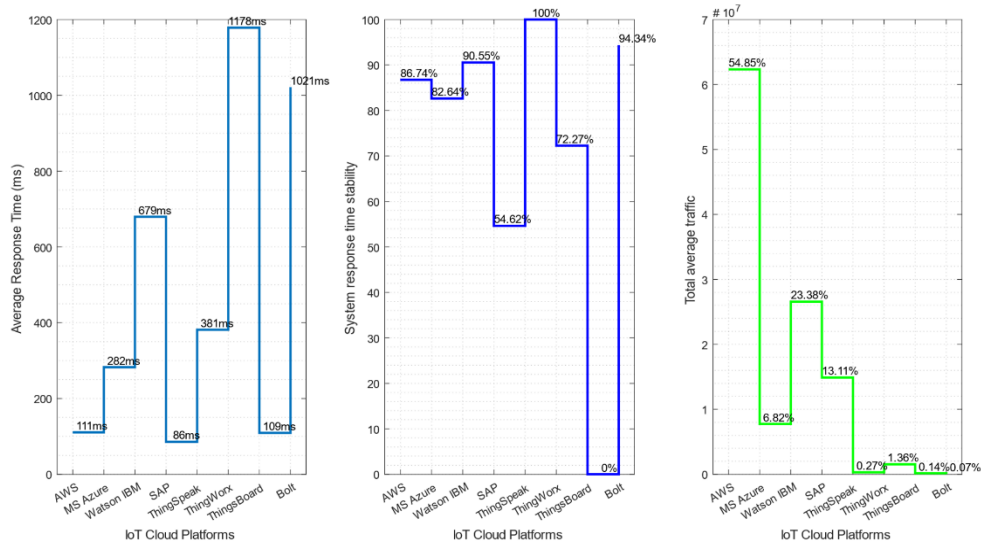 1200
1000
800
600
400
200
0
Average Response Time (ms)
111ms
282ms
679ms
86ms
381ms
1178ms
109ms
1021ms
AWS
MS Azure
Watson IBM
SAP
ThingSpeak
ThingWorx
ThingsBoard
Bolt
IoT Cloud Platforms
100
90
80
70
60
50
40
30
20
10
0
System response time stability
86.74%
82.64%
90.55%
54.62%
100%
72.27%
0%
94.34%
AWS
MS Azure
Watson IBM
SAP
ThingSpeak
ThingWorx
ThingsBoard
Bolt
IoT Cloud Platforms
# 10^7
7
6
5
4
3
2
1
0
Total average traffic
54.85%
6.82%
23.38%
13.11%
0.27%
1.36%
0.14%
0.07%
AWS
MS Azure
Watson IBM
SAP
ThingSpeak
ThingWorx
ThingsBoard
Bolt
IoT Cloud Platforms